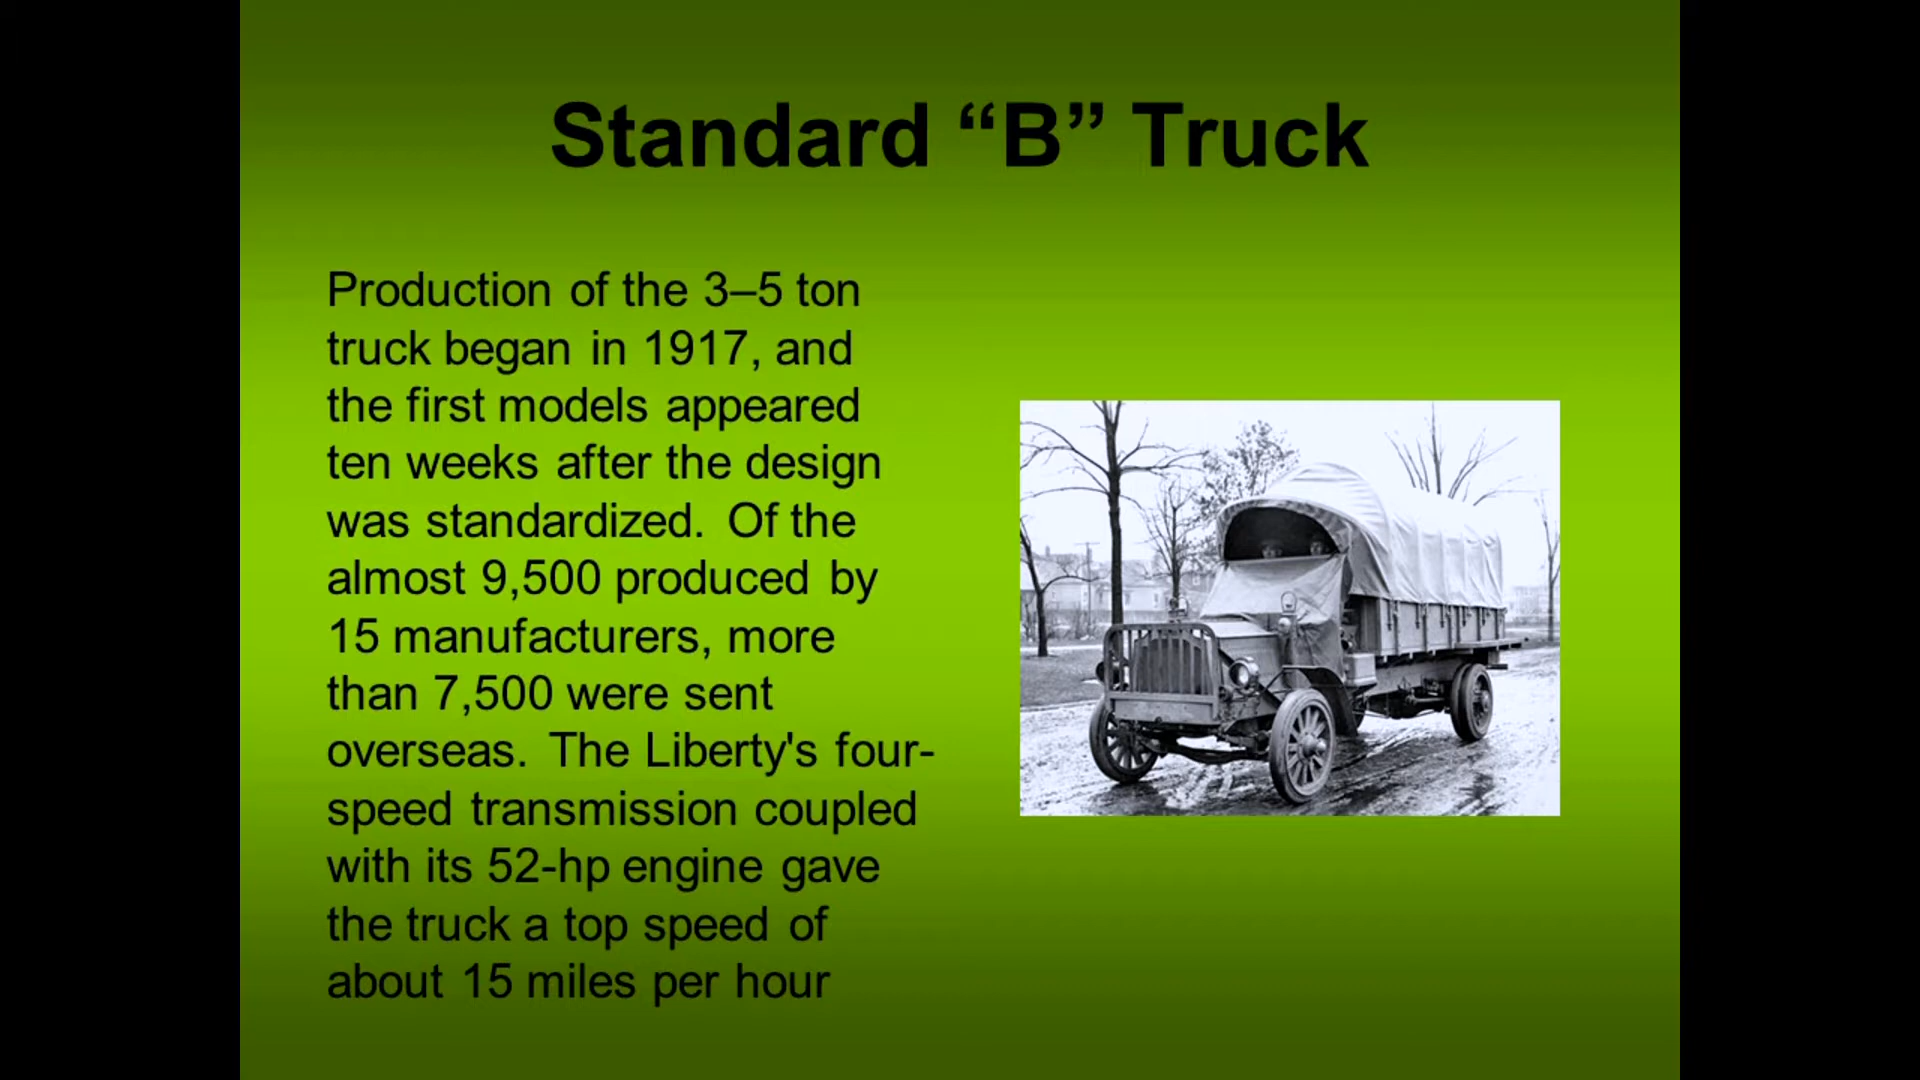 Standard “B” Truck
Production of the 3–5 ton
truck began in 1917, and
the first models appeared
ten weeks after the design
was standardized.  Of the
almost 9,500 produced by
15 manufacturers, more
than 7,500 were sent
overseas.  The Liberty's four-
speed transmission coupled
with its 52-hp engine gave
the truck a top speed of
about 15 miles per hour